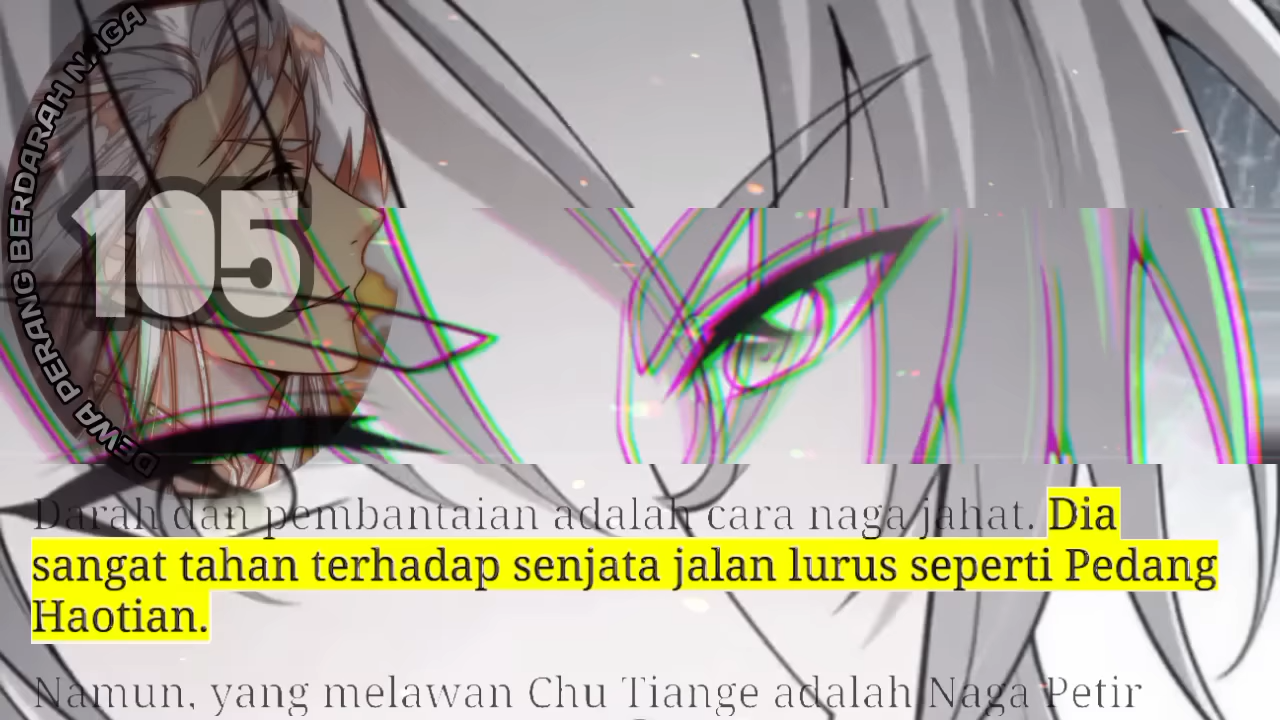 DEWA PERANG BERDARAH NAGA
105
Darah dan pembantaian adalah cara naga jahat. Dia
sangat tahan terhadap senjata jalan lurus seperti Pedang
Haotian.
Namun, yang melawan Chu Tiange adalah Naga Petir